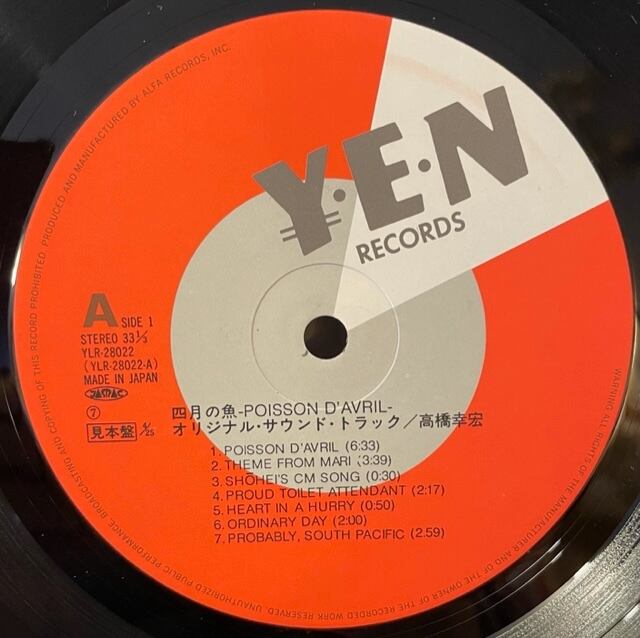 Y·E·N
RECORDS
A SIDE 1
STEREO 33⅓
YLR-28022
(YLR-28022-A)
MADE IN JAPAN
JASRAC
⑦
見本盤 4/25
四月の魚-POISSON D'AVRIL-
オリジナル・サウンド・トラック／高橋幸宏
1. POISSON D'AVRIL (6:33)
2. THEME FROM MARI (3:39)
3. SHOHEI'S CM SONG (0:30)
4. PROUD TOILET ATTENDANT (2:17)
5. HEART IN A HURRY (0:50)
6. ORDINARY DAY (2:00)
7. PROBABLY, SOUTH PACIFIC (2:59)
WARNING: ALL RIGHTS OF THE MANUFACTURER AND OF THE OWNER OF THE RECORDED WORK RESERVED. UNAUTHORIZED PUBLIC PERFORMANCE, BROADCASTING AND COPYING OF THIS RECORD PROHIBITED. PRODUCED AND MANUFACTURED BY ALFA RECORDS, INC.